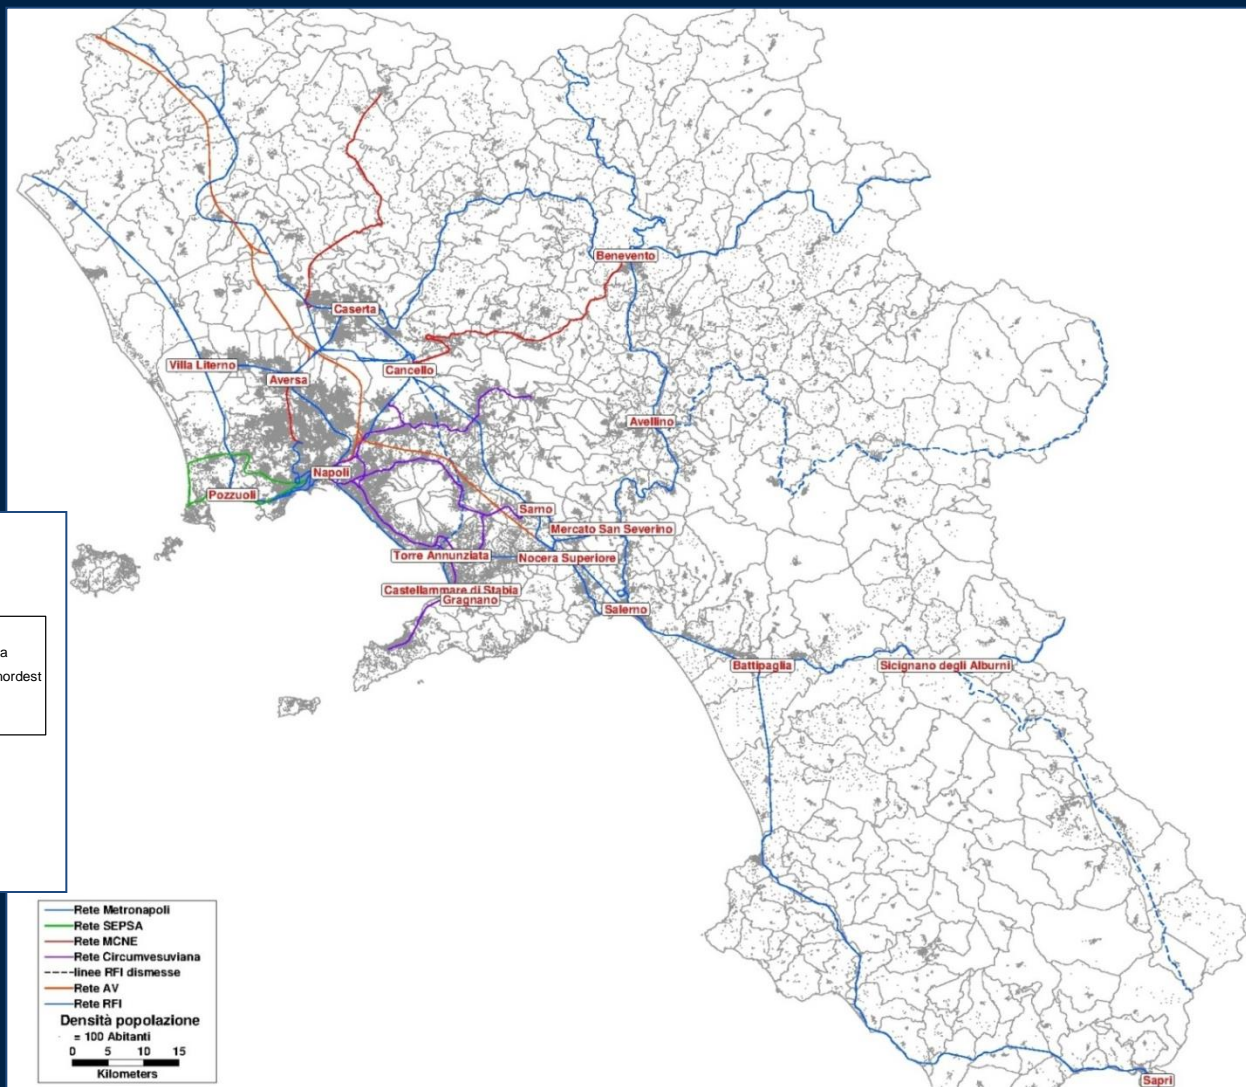 Benevento
Caserta
Villa Literno
Cancello
Aversa
Avellino
Napoli
Pozzuoli
Sarno
Mercato San Severino
Torre Annunziata
Nocera Superiore
Castellammare di Stabia
Gragnano
Salerno
Battipaglia
Sicignano degli Alburni
Sapri
a
nordest
Rete Metronapoli
Rete SEPSA
Rete MCNE
Rete Circumvesuviana
linee RFI dismesse
Rete AV
Rete RFI
Densità popolazione
= 100 Abitanti
0 5 10 15
Kilometers